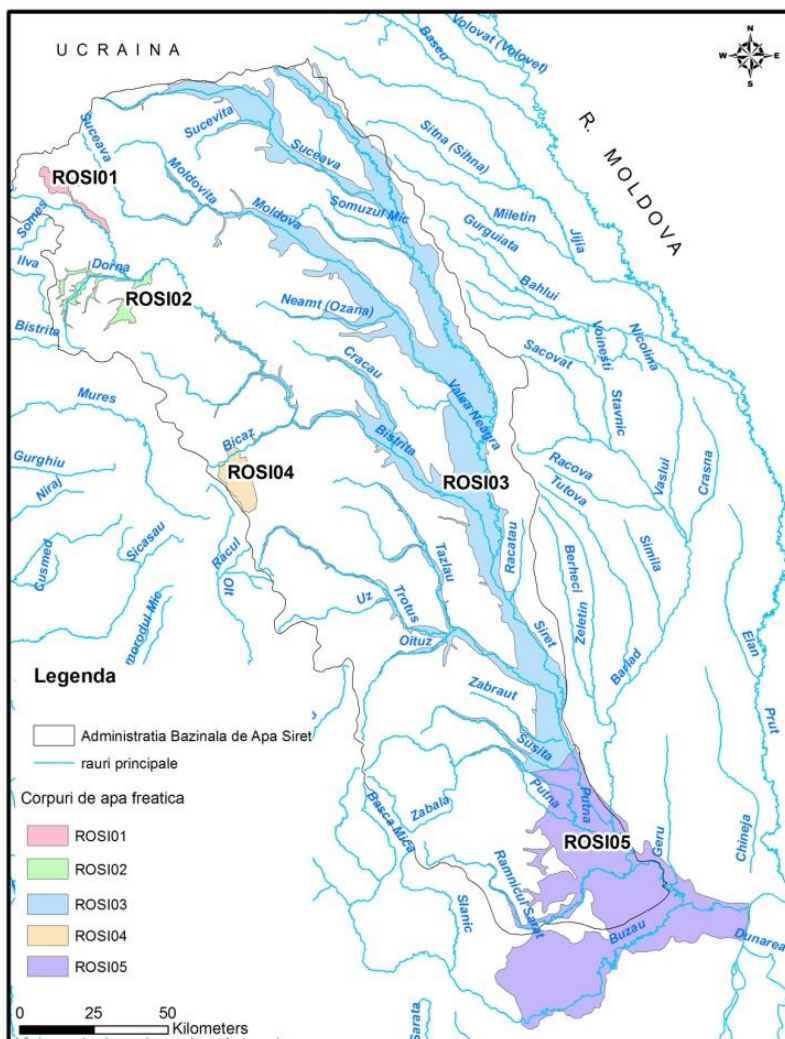 UCRAINA
Volovat (Volovet)
Baseu
N
W
E
S
Suceava
Sucevita
Sitna (Sihna)
R. MOLDOVA
Suceava
ROSI01
Moldovita
Somuzul Mic
Miletin
Somes
Moldova
Gurguiata
Jijia
Ilva
Dorna
Bahlui
ROSI02
Neamt (Ozana)
Nicolina
Bistrita
Cracau
Sacovat
Voinesti
Valea Neagra
Stavnic
Mures
Bicaz
Bistrita
Racova
Vaslui
Crasna
Gurghiu
ROSI04
ROSI03
Tutova
Niraj
Sicasau
Racatau
Simila
Cusmed
Racul
Tazlau
Berheci
Olt
Uz
Trotus
Zeletin
morodul Mic
Oituz
Siret
Elan
Barlad
Legenda
Zabraut
Prut
Administratia Bazinala de Apa Siret
rauri principale
Susita
Putna
Putna
Corpuri de apa freatica
Basca Mica
Zabala
ROSI05
Geru
Chineja
ROSI01
Ramnicul Sarat
ROSI02
Slanic
ROSI03
Buzau
Dunarea
ROSI04
ROSI05
0 25 50
Kilometers
Sarata